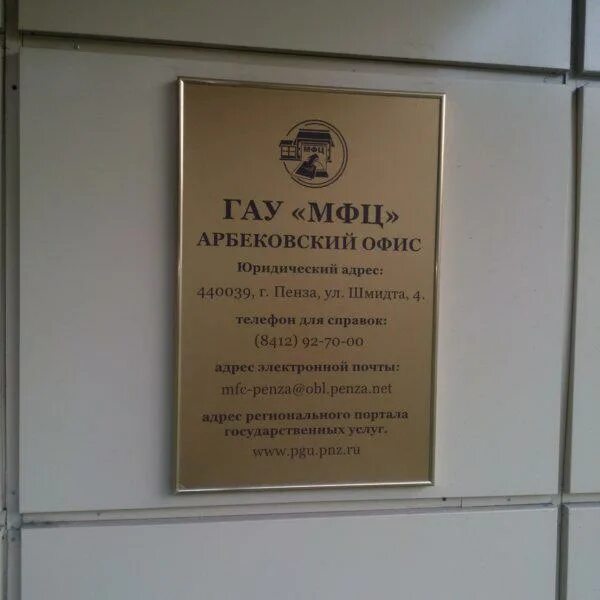 МФЦ
ГАУ «МФЦ»
АРБЕКОВСКИЙ ОФИС
Юридический адрес:
440039, г. Пенза, ул. Шмидта, 4.
телефон для справок:
(8412) 92-70-00
адрес электронной почты:
mfc-penza@obl.penza.net
адрес регионального портала
государственных услуг.
www.pgu.pnz.ru